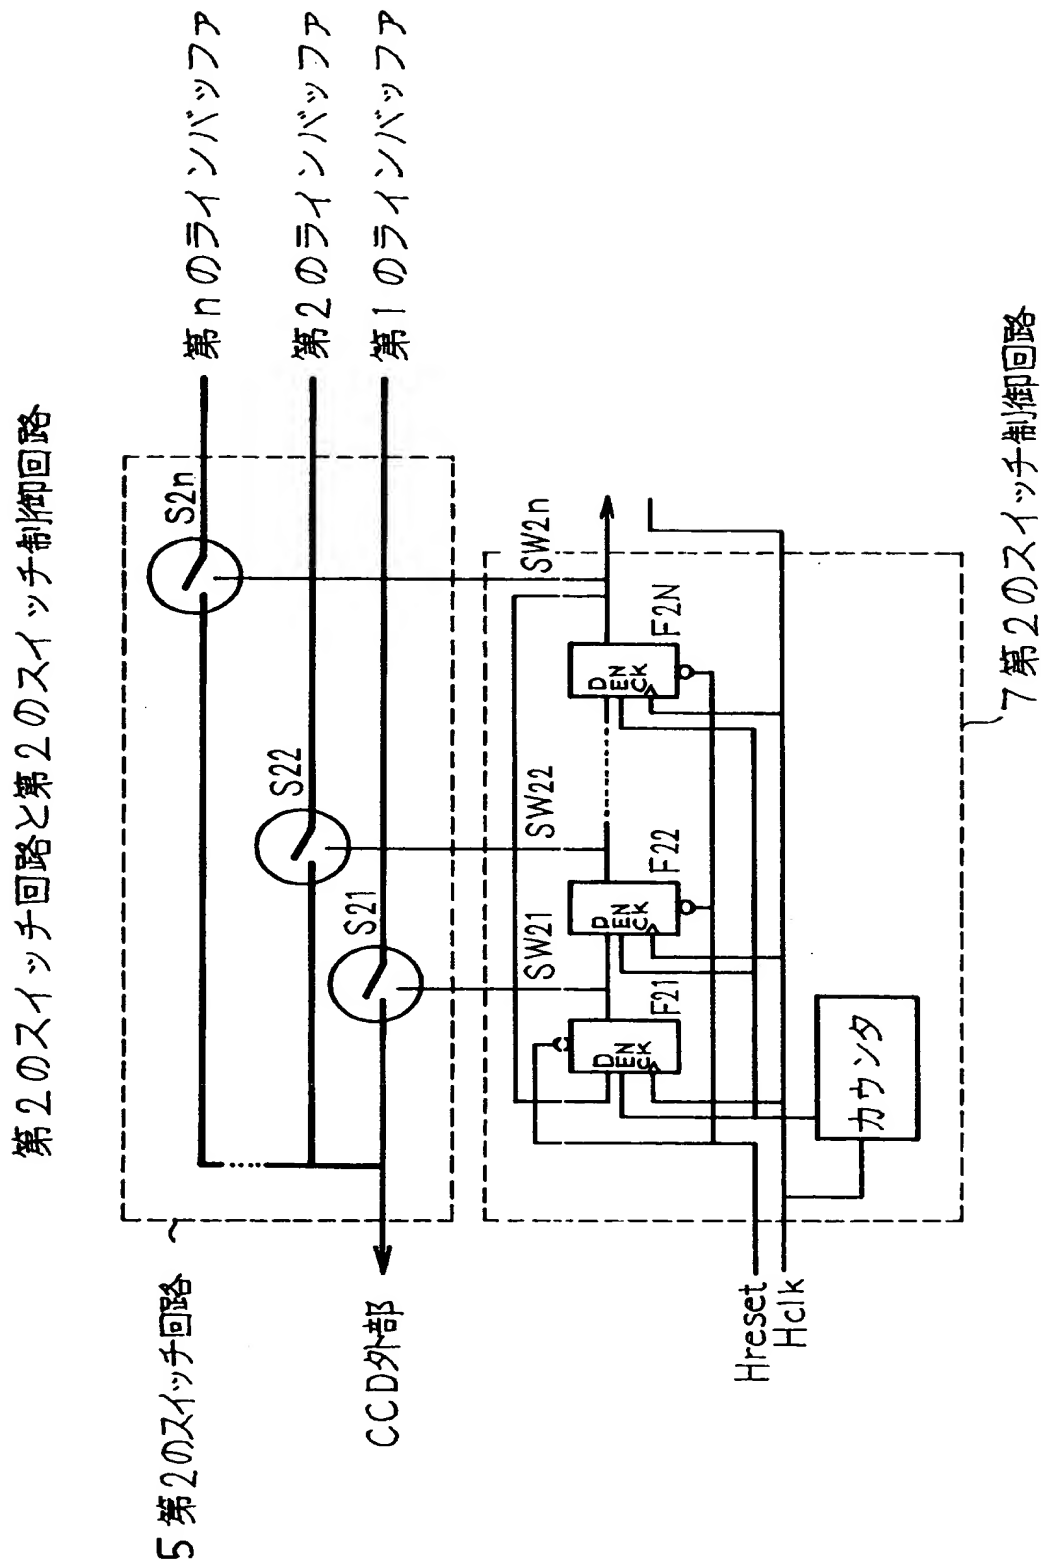 第2のスイッチ回路と第2のスイッチ制御回路
5 第2のスイッチ回路
第nのラインバッファ
第2のラインバッファ
第1のラインバッファ
S2n
S22
S21
CCD外部
SW21
SW22
SW2n
D
EN
CK
F21
D
EN
CK
F22
D
EN
CK
F2N
カウンタ
Hreset
Hclk
7 第2のスイッチ制御回路